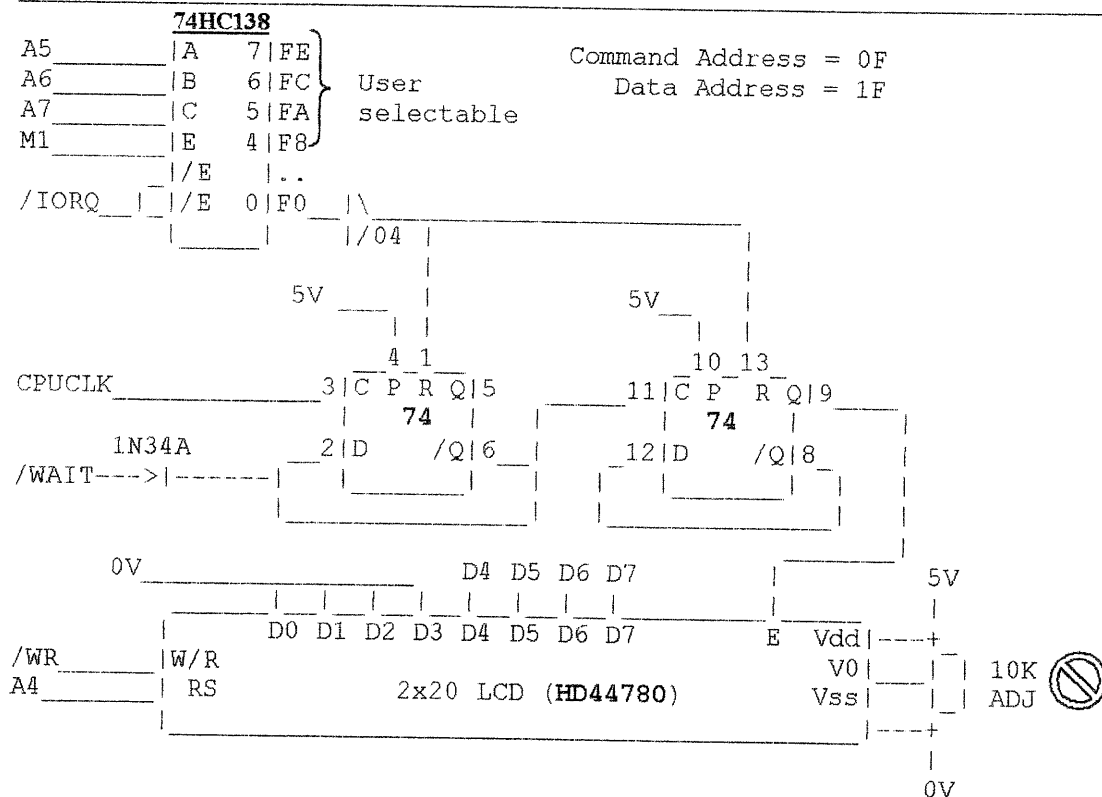 74HC138
A5 A 7 FE
A6 B 6 FC User Command Address = 0F
A7 C 5 FA selectable Data Address = 1F
M1 E 4 F8
/E ..
/IORQ /E 0 F0 /04
5V 5V
4 1 10 13
CPUCLK 3 C P R Q 5 11 C P R Q 9
74 74
1N34A 2 D /Q 6 12 D /Q 8
/WAIT
0V D4 D5 D6 D7 5V
D0 D1 D2 D3 D4 D5 D6 D7 E Vdd
/WR W/R V0 10K
A4 RS 2x20 LCD (HD44780) Vss ADJ
0V